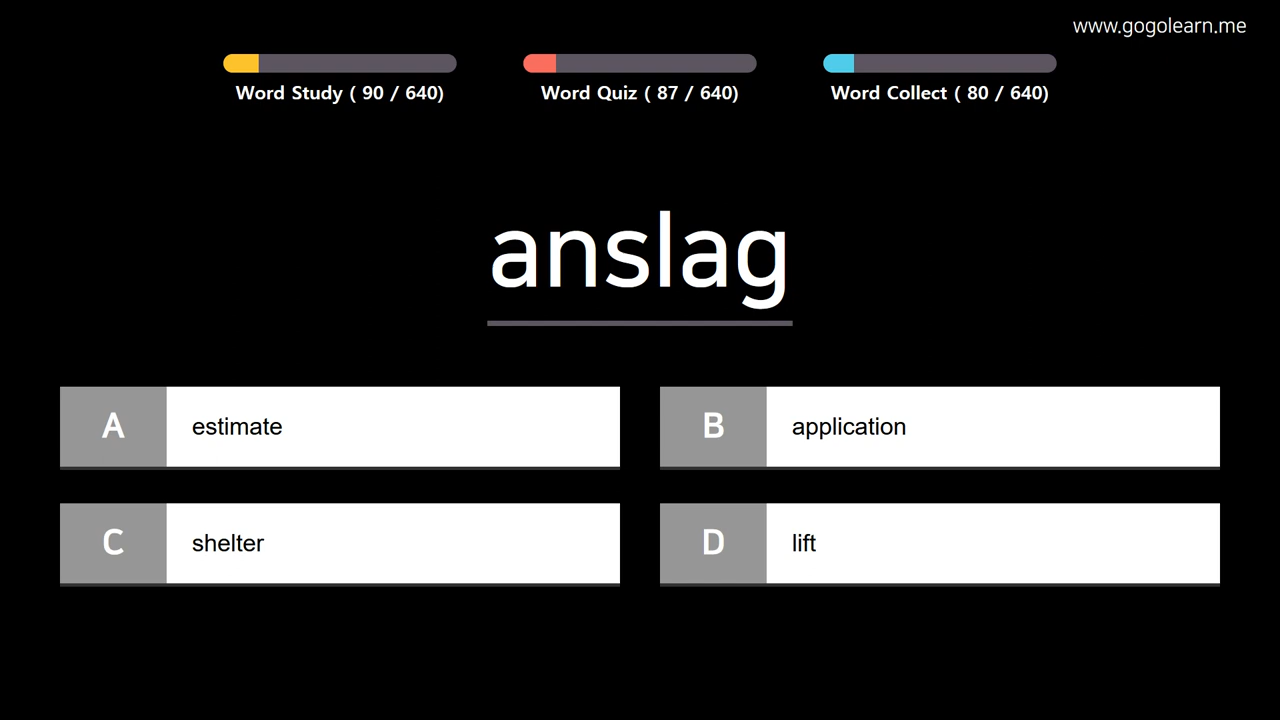 www.gogolearn.me
Word Study ( 90 / 640)
Word Quiz ( 87 / 640)
Word Collect ( 80 / 640)
anslag
A estimate
B application
C shelter
D lift